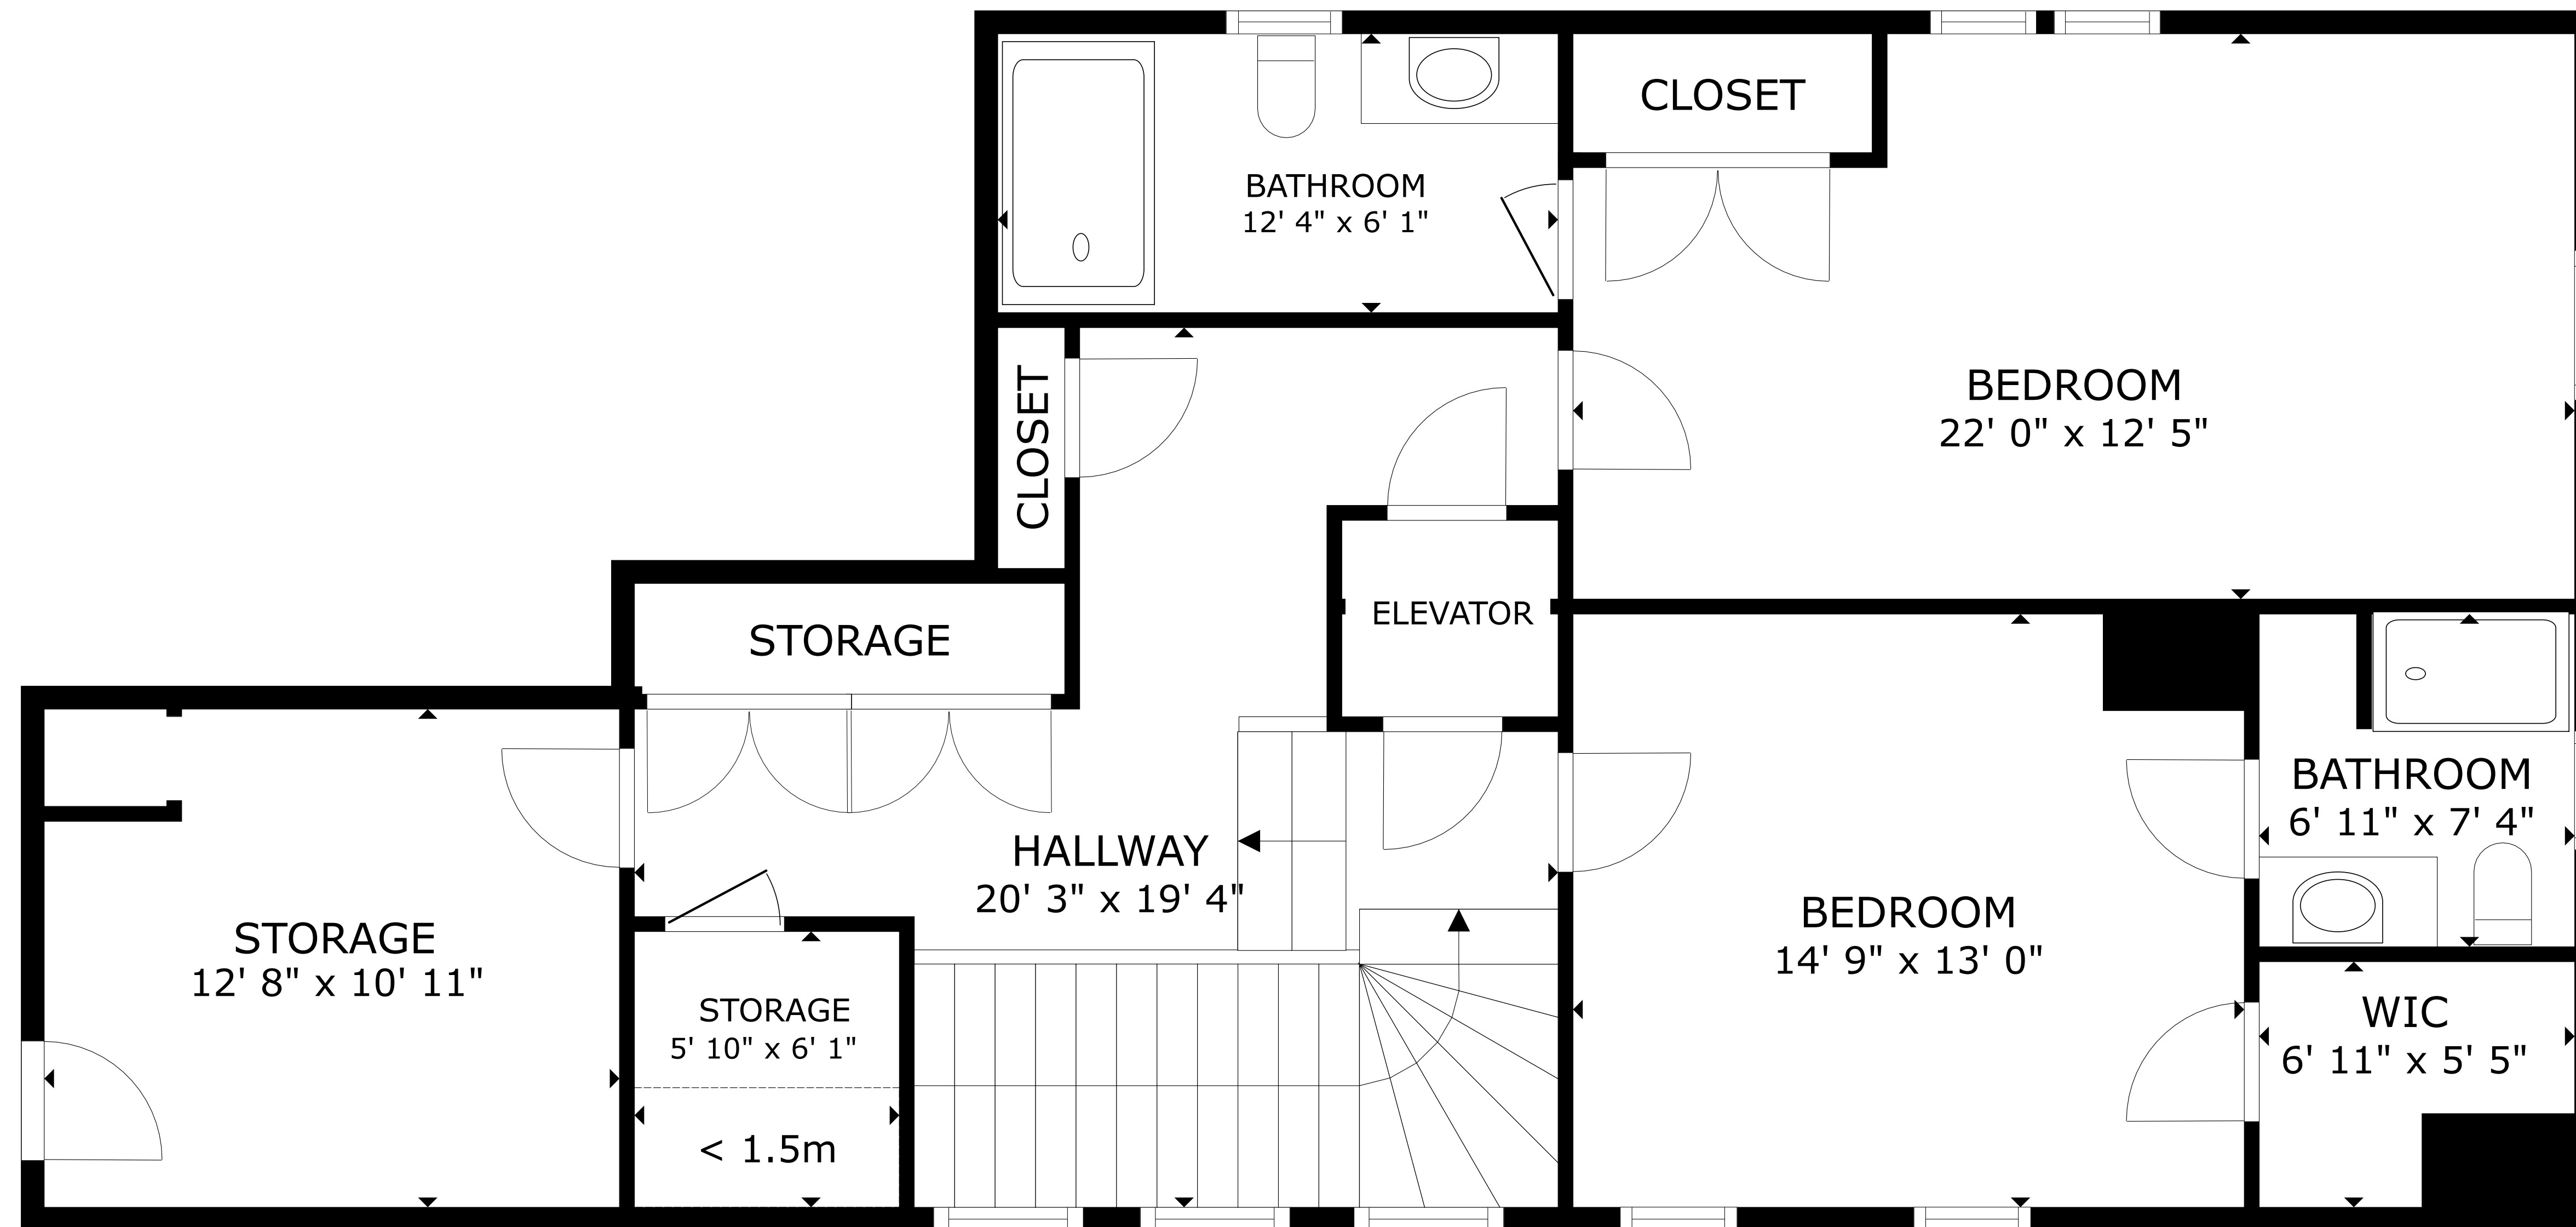 CLOSET
BATHROOM
12' 4" x 6' 1"
BEDROOM
22' 0" x 12' 5"
CLOSET
ELEVATOR
STORAGE
BATHROOM
6' 11" x 7' 4"
HALLWAY
20' 3" x 19' 4"
BEDROOM
14' 9" x 13' 0"
STORAGE
12' 8" x 10' 11"
STORAGE
5' 10" x 6' 1"
< 1.5m
WIC
6' 11" x 5' 5"